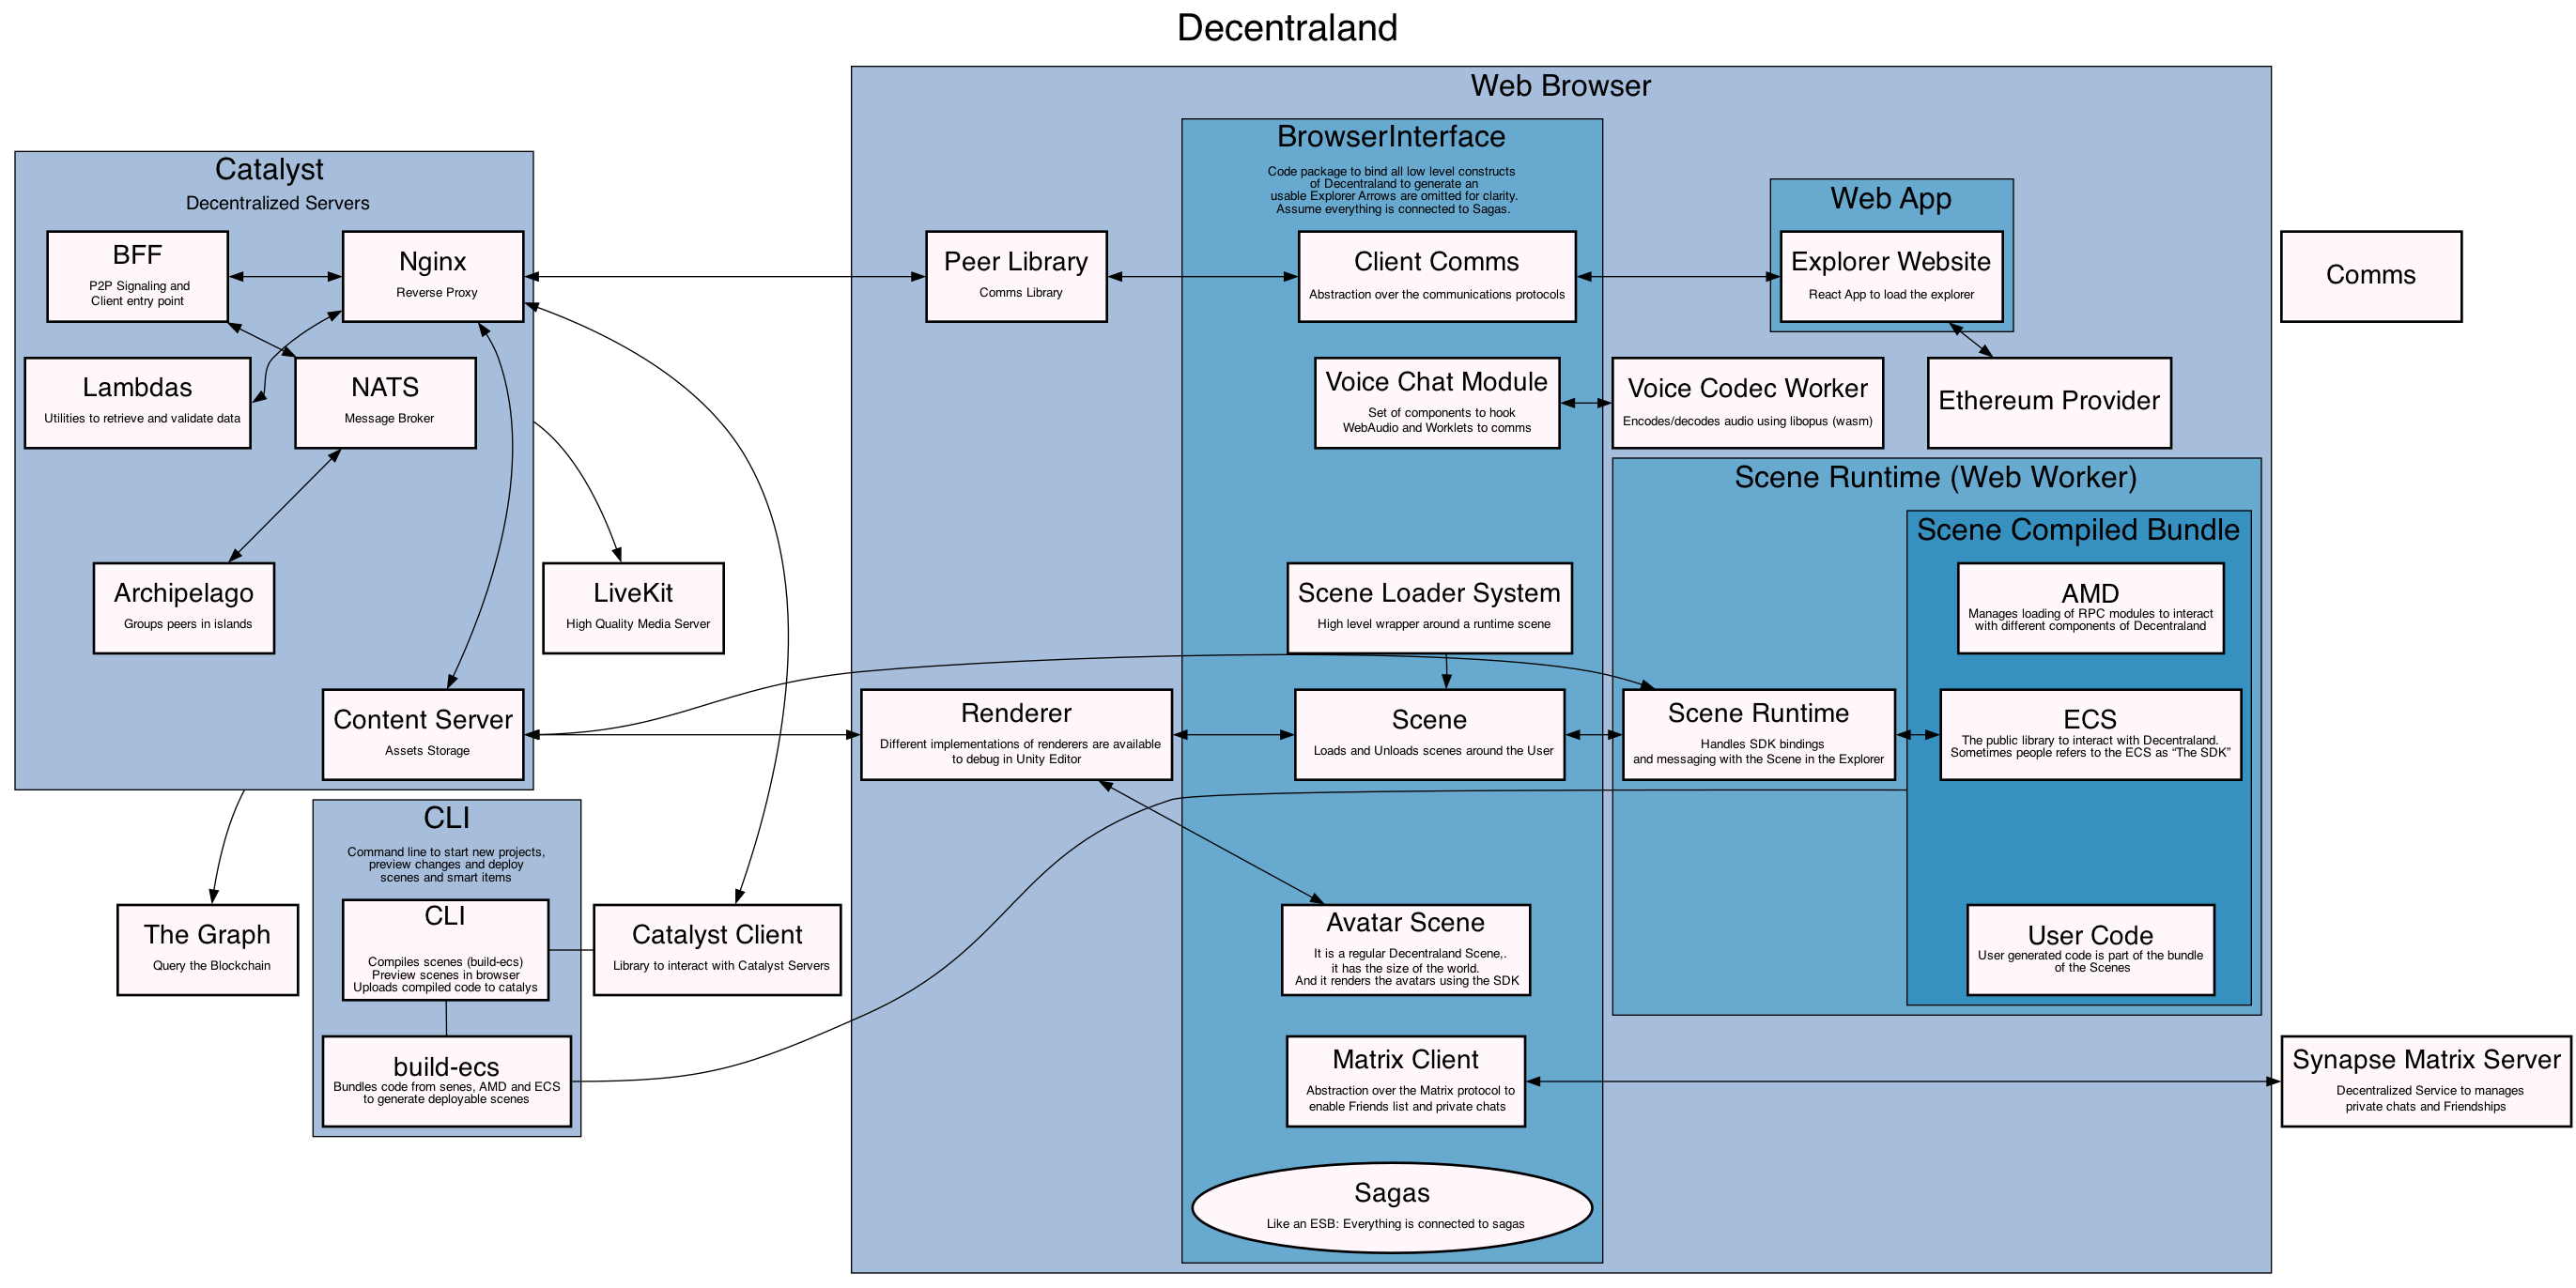 Decentraland
Web Browser
BrowserInterface
Code package to bind all low level constructs
of Decentraland to generate an
usable Explorer Arrows are omitted for clarity.
Assume everything is connected to Sagas.
Catalyst
Decentralized Servers
Web App
BFF
P2P Signaling and
Client entry point
Nginx
Reverse Proxy
Peer Library
Comms Library
Client Comms
Abstraction over the communications protocols
Explorer Website
React App to load the explorer
Comms
Lambdas
Utilities to retrieve and validate data
NATS
Message Broker
Voice Chat Module
Set of components to hook
WebAudio and Worklets to comms
Voice Codec Worker
Encodes/decodes audio using libopus (wasm)
Ethereum Provider
Scene Runtime (Web Worker)
Scene Compiled Bundle
Archipelago
Groups peers in islands
LiveKit
High Quality Media Server
Scene Loader System
High level wrapper around a runtime scene
AMD
Manages loading of RPC modules to interact
with different components of Decentraland
Content Server
Assets Storage
Renderer
Different implementations of renderers are available
to debug in Unity Editor
Scene
Loads and Unloads scenes around the User
Scene Runtime
Handles SDK bindings
and messaging with the Scene in the Explorer
ECS
The public library to interact with Decentraland.
Sometimes people refers to the ECS as “The SDK”
CLI
Command line to start new projects,
preview changes and deploy
scenes and smart items
The Graph
Query the Blockchain
CLI
Compiles scenes (build-ecs)
Preview scenes in browser
Uploads compiled code to catalys
Catalyst Client
Library to interact with Catalyst Servers
Avatar Scene
It is a regular Decentraland Scene,.
it has the size of the world.
And it renders the avatars using the SDK
User Code
User generated code is part of the bundle
of the Scenes
build-ecs
Bundles code from senes, AMD and ECS
to generate deployable scenes
Matrix Client
Abstraction over the Matrix protocol to
enable Friends list and private chats
Synapse Matrix Server
Decentralized Service to manages
private chats and Friendships
Sagas
Like an ESB: Everything is connected to sagas